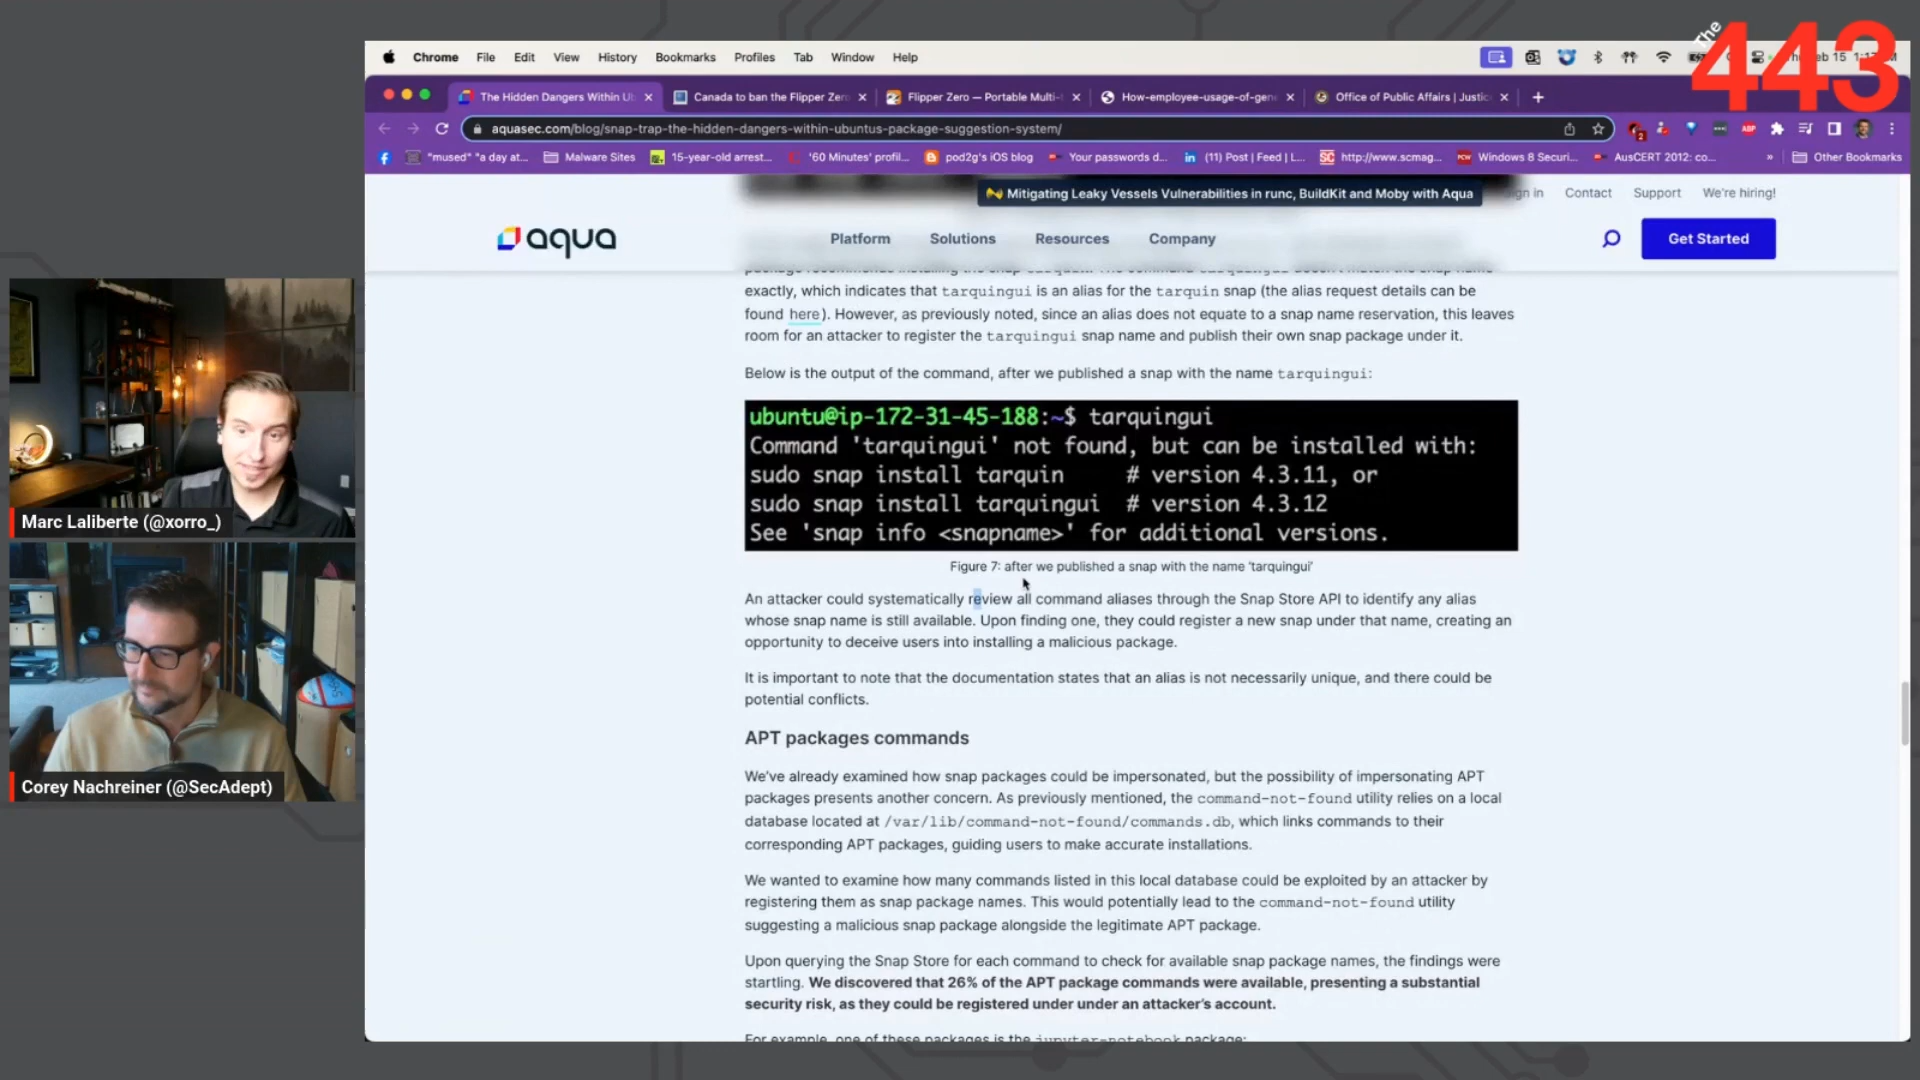 The
443
Chrome File Edit View History Bookmarks Profiles Tab Window Help
Feb 15
The Hidden Dangers Within U
Canada to ban the Flipper Zer
Flipper Zero — Portable Multi-
How-employee-usage-of-gen
Office of Public Affairs | Justic
aquasec.com/blog/snap-trap-the-hidden-dangers-within-ubuntus-package-suggestion-system/
ABP
"mused" "a day at...
Malware Sites
15-year-old arrest...
'60 Minutes' profil...
pod2g's iOS blog
Your passwords d...
(11) Post | Feed | L...
http://www.scmag...
Windows 8 Securi...
AusCERT 2012: co...
»
Other Bookmarks
Mitigating Leaky Vessels Vulnerabilities in runc, BuildKit and Moby with Aqua
Contact
Support
We're hiring!
aqua
Platform
Solutions
Resources
Company
Get Started
exactly, which indicates that tarquingui is an alias for the tarquin snap (the alias request details can be
found here). However, as previously noted, since an alias does not equate to a snap name reservation, this leaves
room for an attacker to register the tarquingui snap name and publish their own snap package under it.
Below is the output of the command, after we published a snap with the name tarquingui:
ubuntu@ip-172-31-45-188:~$ tarquingui
Command 'tarquingui' not found, but can be installed with:
sudo snap install tarquin # version 4.3.11, or
sudo snap install tarquingui # version 4.3.12
See 'snap info <snapname>' for additional versions.
Figure 7: after we published a snap with the name 'tarquingui'
An attacker could systematically review all command aliases through the Snap Store API to identify any alias
whose snap name is still available. Upon finding one, they could register a new snap under that name, creating an
opportunity to deceive users into installing a malicious package.
It is important to note that the documentation states that an alias is not necessarily unique, and there could be
potential conflicts.
APT packages commands
We've already examined how snap packages could be impersonated, but the possibility of impersonating APT
packages presents another concern. As previously mentioned, the command-not-found utility relies on a local
database located at /var/lib/command-not-found/commands.db, which links commands to their
corresponding APT packages, guiding users to make accurate installations.
We wanted to examine how many commands listed in this local database could be exploited by an attacker by
registering them as snap package names. This would potentially lead to the command-not-found utility
suggesting a malicious snap package alongside the legitimate APT package.
Upon querying the Snap Store for each command to check for available snap package names, the findings were
startling. We discovered that 26% of the APT package commands were available, presenting a substantial
security risk, as they could be registered under under an attacker's account.
For example, one of these packages is the jupyter-notebook package:
Marc Laliberte (@xorro_)
Corey Nachreiner (@SecAdept)